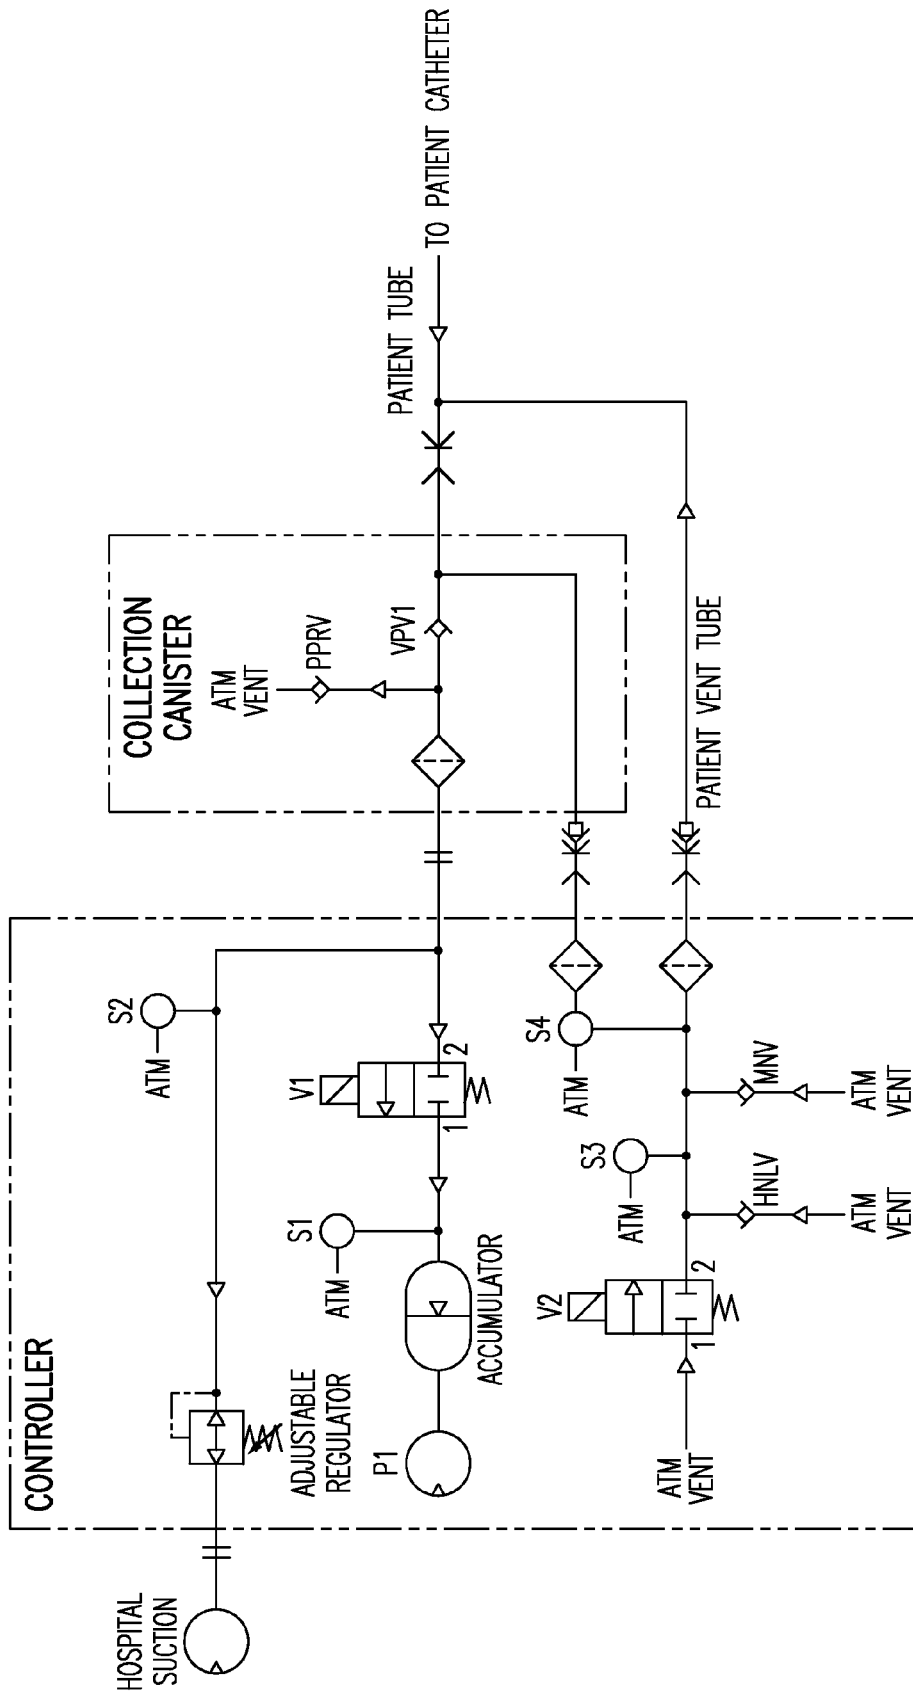 CONTROLLER
HOSPITAL
SUCTION
ADJUSTABLE
REGULATOR
S2
ATM
P1
ACCUMULATOR
S1
ATM
V1
1
2
COLLECTION
CANISTER
ATM
VENT
PPRV
VPV1
PATIENT TUBE
TO PATIENT CATHETER
ATM
VENT
V2
1
2
S3
ATM
HNLV
ATM
VENT
S4
ATM
MNV
ATM
VENT
PATIENT VENT TUBE